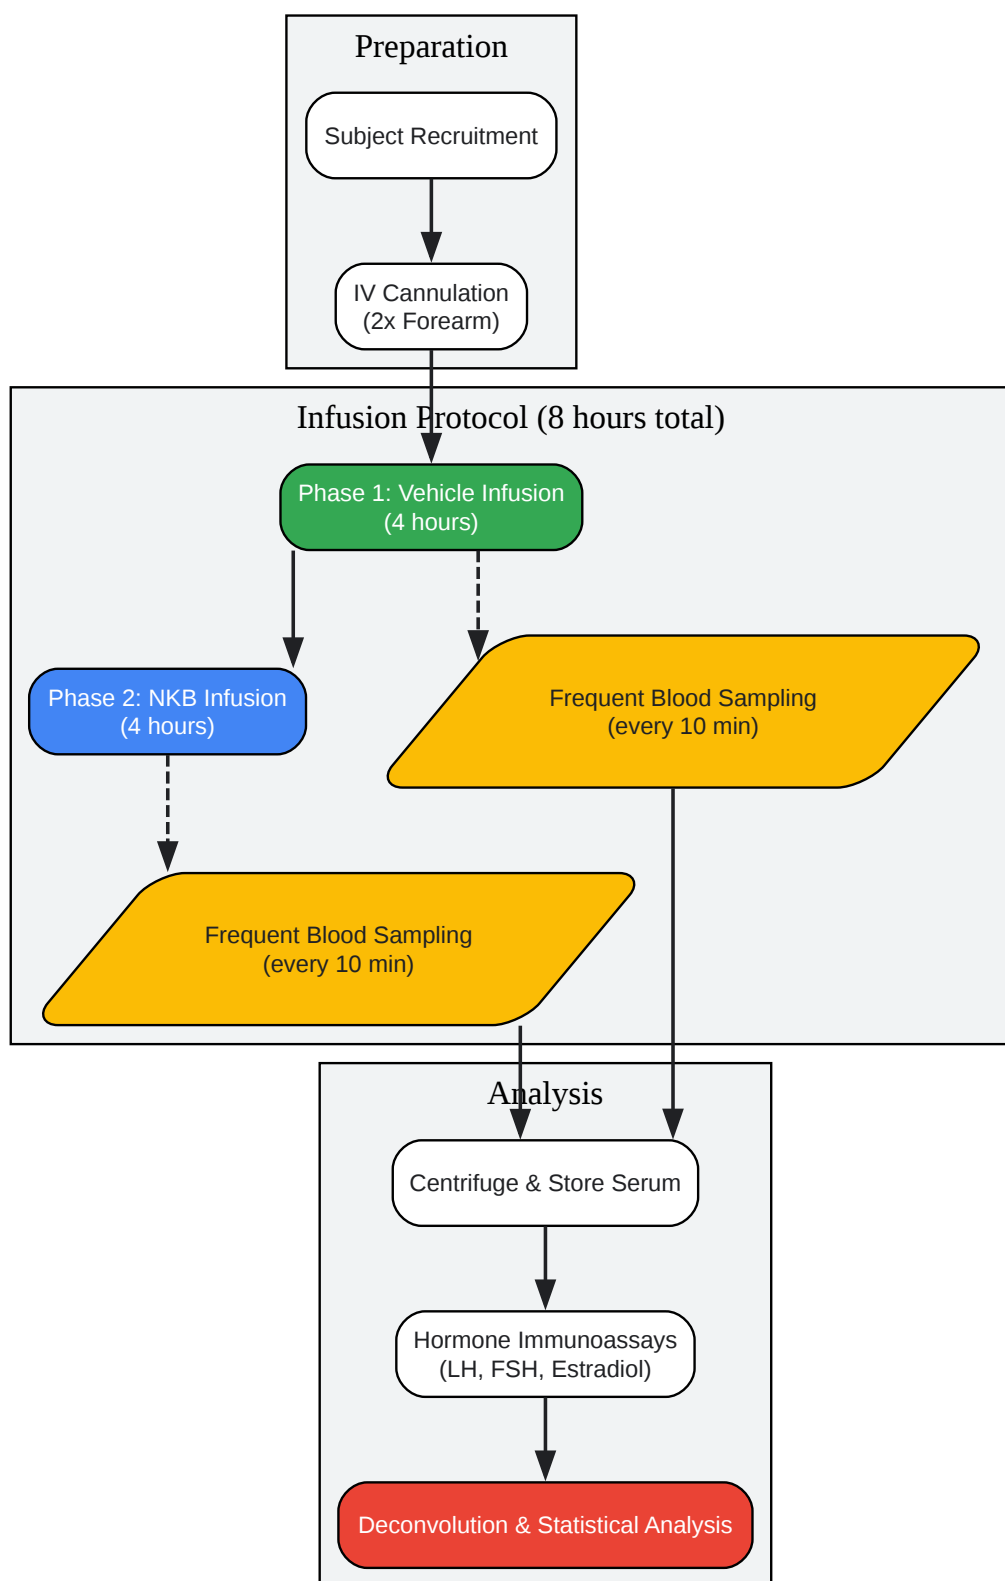 Preparation
Subject Recruitment
IV Cannulation
(2x Forearm)
Infusion Protocol (8 hours total)
Phase 1: Vehicle Infusion
(4 hours)
Phase 2: NKB Infusion
(4 hours)
Frequent Blood Sampling
(every 10 min)
Frequent Blood Sampling
(every 10 min)
Analysis
Centrifuge & Store Serum
Hormone Immunoassays
(LH, FSH, Estradiol)
Deconvolution & Statistical Analysis